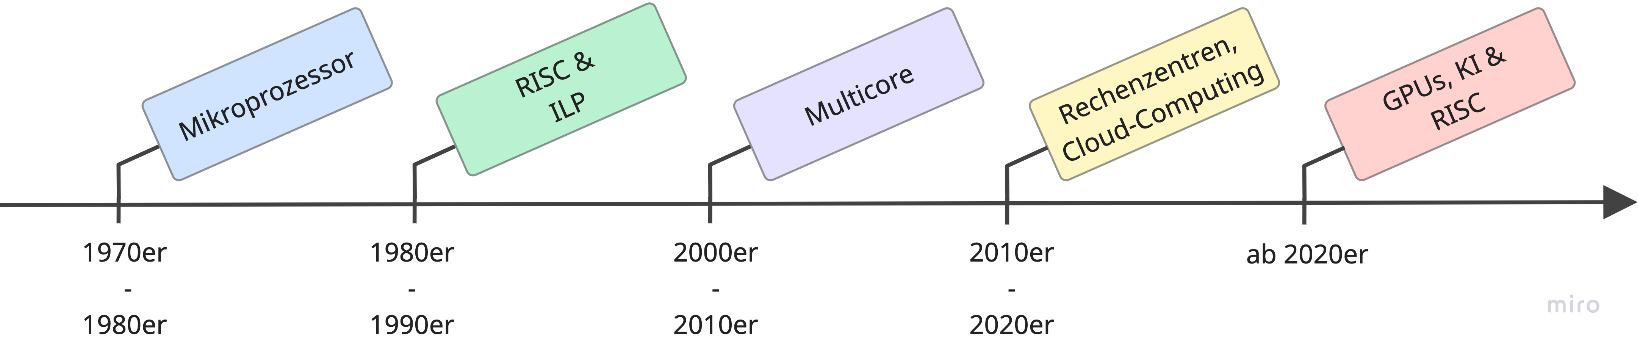 Mikroprozessor
RISC &
ILP
Multicore
Rechenzentren,
Cloud-Computing
GPUs, KI &
RISC
1970er
-
1980er
1980er
-
1990er
2000er
-
2010er
2010er
-
2020er
ab 2020er
miro